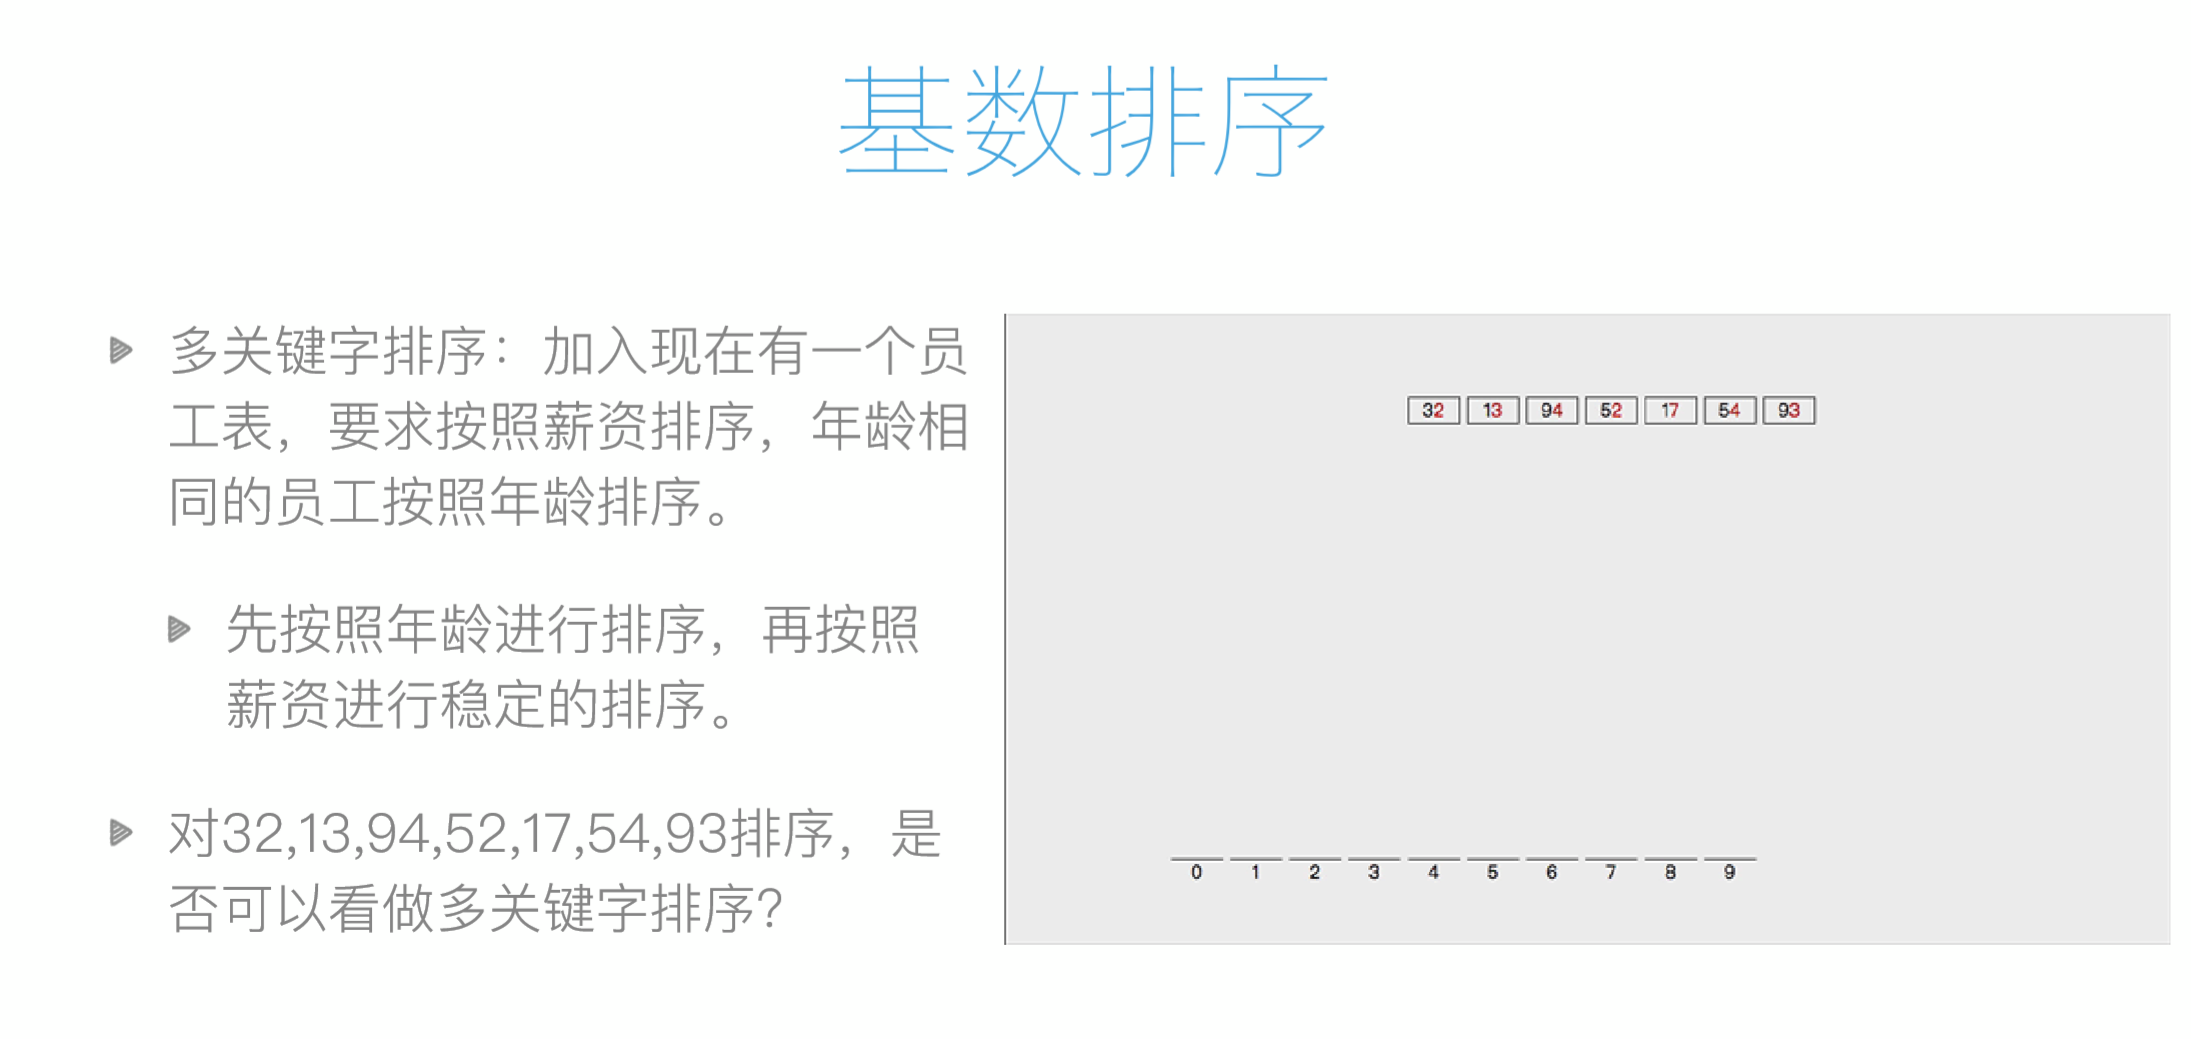 基数排序
多关键字排序：加入现在有一个员
工表，要求按照薪资排序，年龄相
同的员工按照年龄排序。
先按照年龄进行排序，再按照
薪资进行稳定的排序。
对32,13,94,52,17,54,93排序，是
否可以看做多关键字排序？
32 13 94 52 17 54 93
0 1 2 3 4 5 6 7 8 9